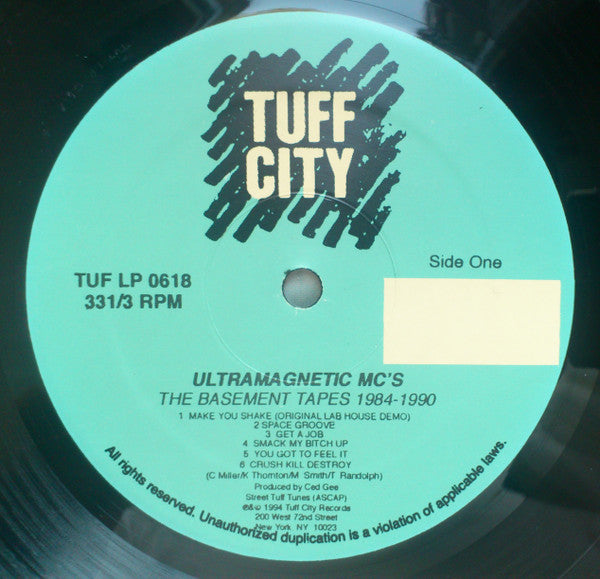 TUFF
CITY
Side One
TUF LP 0618
331/3 RPM
ULTRAMAGNETIC MC'S
THE BASEMENT TAPES 1984-1990
1 MAKE YOU SHAKE (ORIGINAL LAB HOUSE DEMO)
2 SPACE GROOVE
3 GET A JOB
4 SMACK MY BITCH UP
5 YOU GOT TO FEEL IT
6 CRUSH KILL DESTROY
(C Miller/K Thornton/M Smith/T Randolph)
Produced by Ced Gee
Street Tuff Tunes (ASCAP)
1994 Tuff City Records
200 West 72nd Street
New York NY 10023
All rights reserved. Unauthorized duplication is a violation of applicable laws.